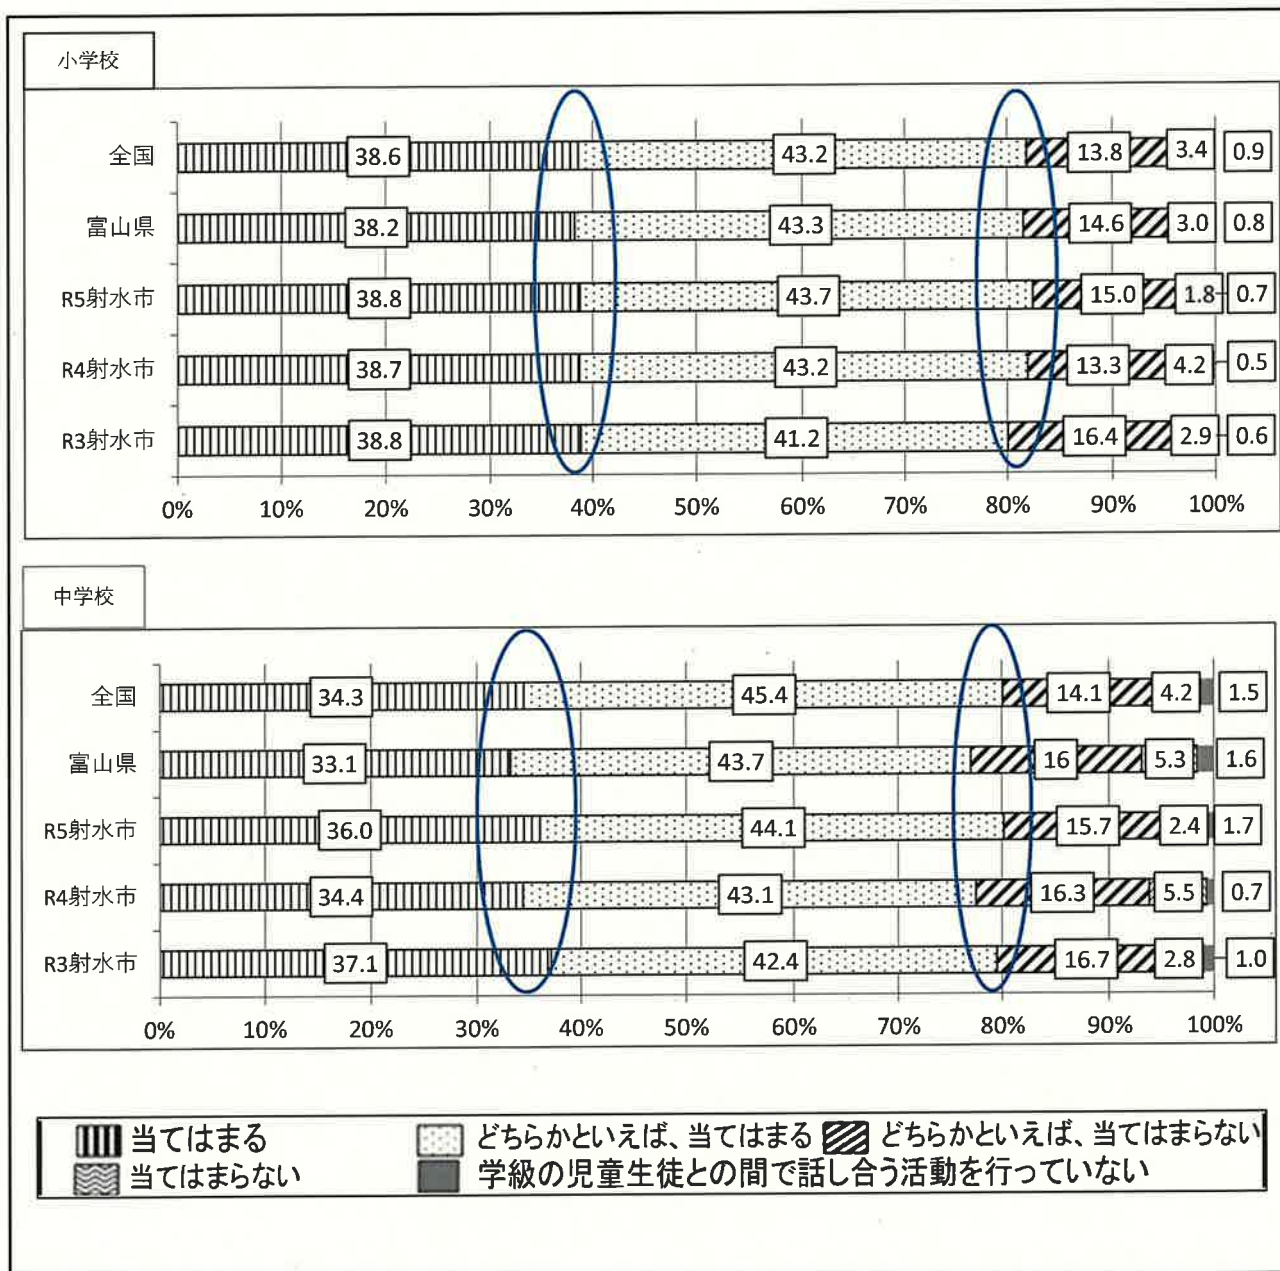 小学校
全国 38.6 43.2 13.8 3.4 0.9
富山県 38.2 43.3 14.6 3.0 0.8
R5射水市 38.8 43.7 15.0 1.8 0.7
R4射水市 38.7 43.2 13.3 4.2 0.5
R3射水市 38.8 41.2 16.4 2.9 0.6
0% 10% 20% 30% 40% 50% 60% 70% 80% 90% 100%
中学校
全国 34.3 45.4 14.1 4.2 1.5
富山県 33.1 43.7 16 5.3 1.6
R5射水市 36.0 44.1 15.7 2.4 1.7
R4射水市 34.4 43.1 16.3 5.5 0.7
R3射水市 37.1 42.4 16.7 2.8 1.0
0% 10% 20% 30% 40% 50% 60% 70% 80% 90% 100%
当てはまる どちらかといえば、当てはまる どちらかといえば、当てはまらない
当てはまらない 学級の児童生徒との間で話し合う活動を行っていない